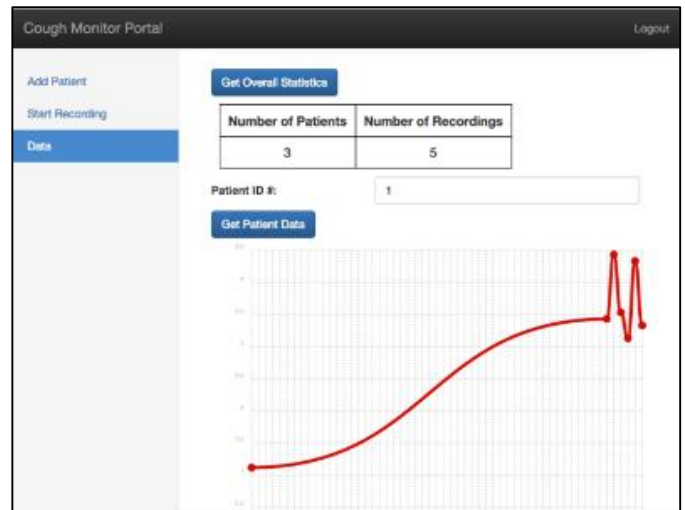 Cough Monitor Portal
Logout
Add Patient
Start Recording
Data
Get Overall Statistics
Number of Patients Number of Recordings
3 5
Patient ID #: 1
Get Patient Data